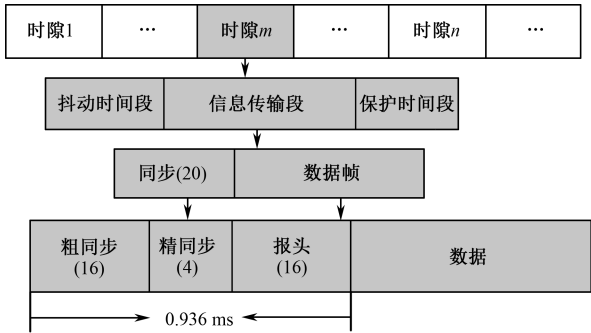 时隙1 … 时隙m … 时隙n …
抖动时间段 信息传输段 保护时间段
同步(20) 数据帧
粗同步 精同步 报头 数据
(16) (4) (16)
0.936 ms